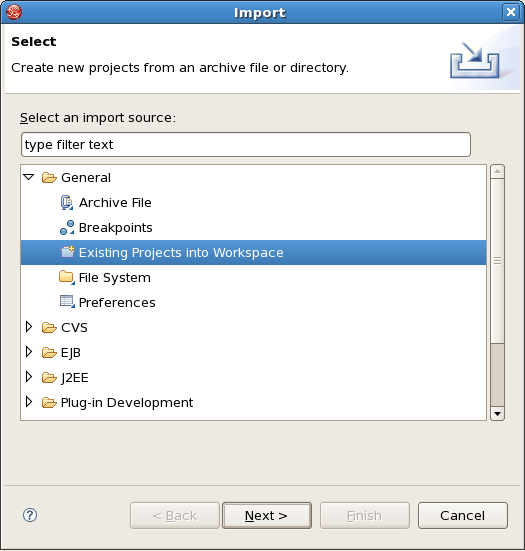 Import
Select
Create new projects from an archive file or directory.
Select an import source:
type filter text
General
Archive File
Breakpoints
Existing Projects into Workspace
File System
Preferences
CVS
EJB
J2EE
Plug-in Development
? < Back Next > Finish Cancel